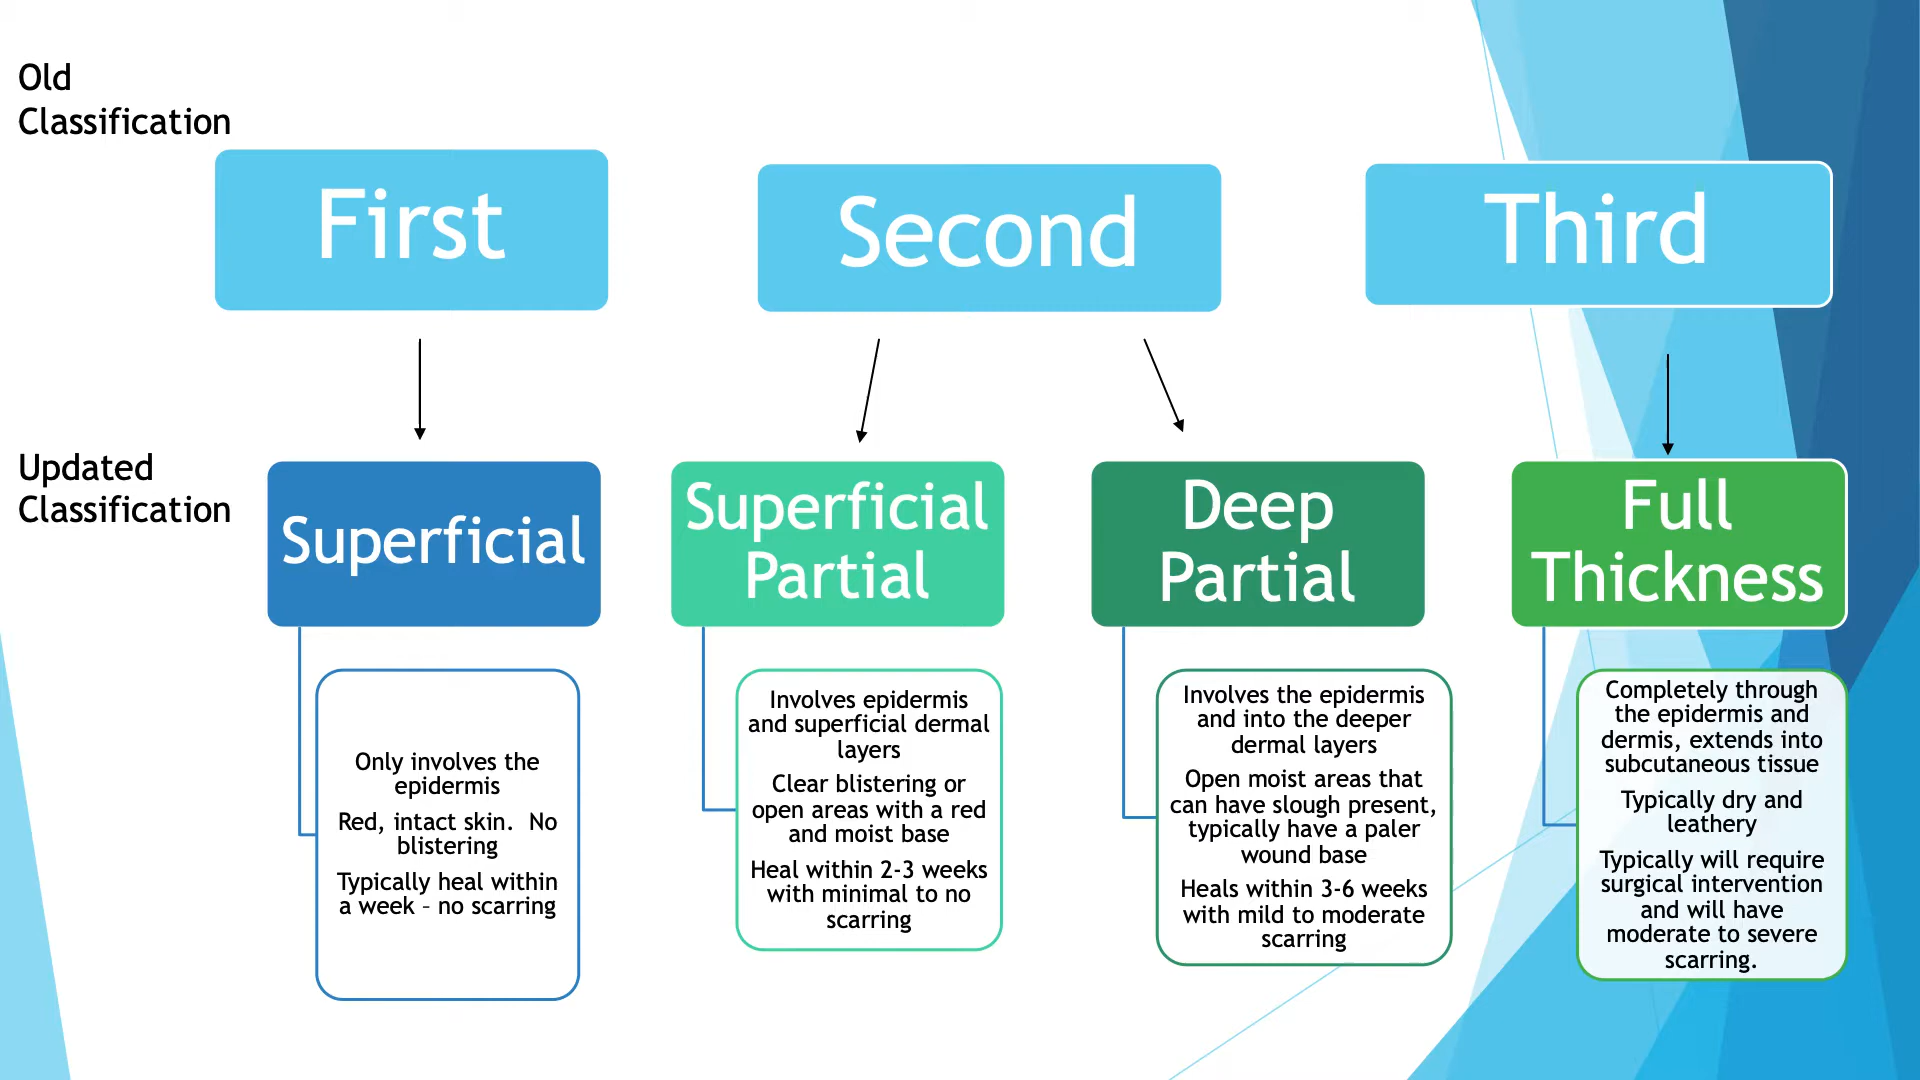 Old
Classification
First
Second
Third
Updated
Classification
Superficial
Superficial
Partial
Deep
Partial
Full
Thickness
Only involves the
epidermis
Red, intact skin.  No
blistering
Typically heal within
a week – no scarring
Involves epidermis
and superficial dermal
layers
Clear blistering or
open areas with a red
and moist base
Heal within 2-3 weeks
with minimal to no
scarring
Involves the epidermis
and into the deeper
dermal layers
Open moist areas that
can have slough present,
typically have a paler
wound base
Heals within 3-6 weeks
with mild to moderate
scarring
Completely through
the epidermis and
dermis, extends into
subcutaneous tissue
Typically dry and
leathery
Typically will require
surgical intervention
and will have
moderate to severe
scarring.